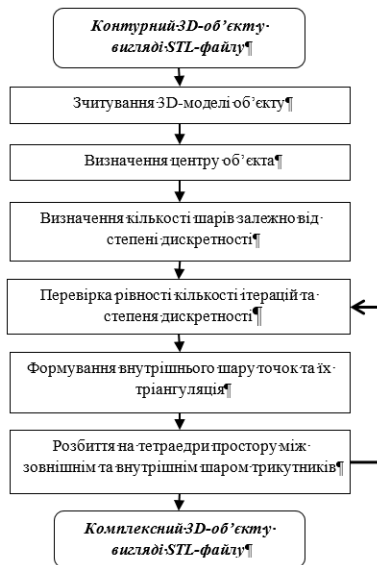 Контурний·3D-об’єкт·у·
вигляді·STL-файлу¶
Зчитування·3D-моделі·об’єкту¶
Визначення·центру·об’єкта¶
Визначення·кількості·шарів·залежно·від·
степені·дискретності¶
Перевірка·рівності·кількості·ітерацій·та·
степеня·дискретності¶
Формування·внутрішнього·шару·точок·та·їх·
тріангуляція¶
Розбиття·на·тетраедри·простору·між·
зовнішнім·та·внутрішнім·шаром·трикутників¶
Комплексний·3D-об’єкт·у·
вигляді·STL-файлу¶